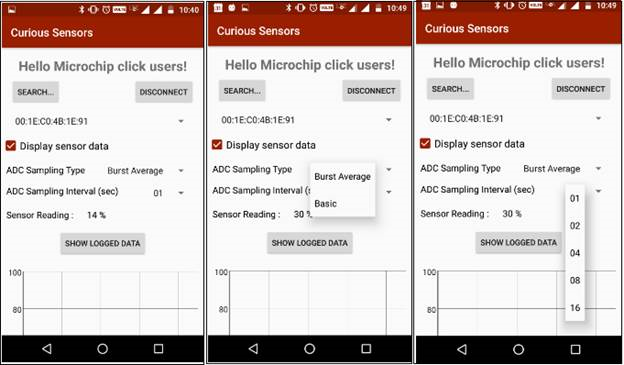 10:40
Curious Sensors
Hello Microchip click users!
SEARCH...
DISCONNECT
00:1E:C0:4B:1E:91
Display sensor data
ADC Sampling Type
Burst Average
ADC Sampling Interval (sec)
01
Sensor Reading :
14 %
SHOW LOGGED DATA
100
80
31
10:49
Curious Sensors
Hello Microchip click users!
SEARCH...
DISCONNECT
00:1E:C0:4B:1E:91
Display sensor data
ADC Sampling Type
Burst Average
ADC Sampling Interval (s
Basic
Sensor Reading :
30 %
SHOW LOGGED DATA
100
80
31
10:49
Curious Sensors
Hello Microchip click users!
SEARCH...
DISCONNECT
00:1E:C0:4B:1E:91
Display sensor data
ADC Sampling Type
Burst Average
ADC Sampling Interval (sec)
01
02
04
08
16
Sensor Reading :
30 %
SHOW LOGGED DATA
100
80